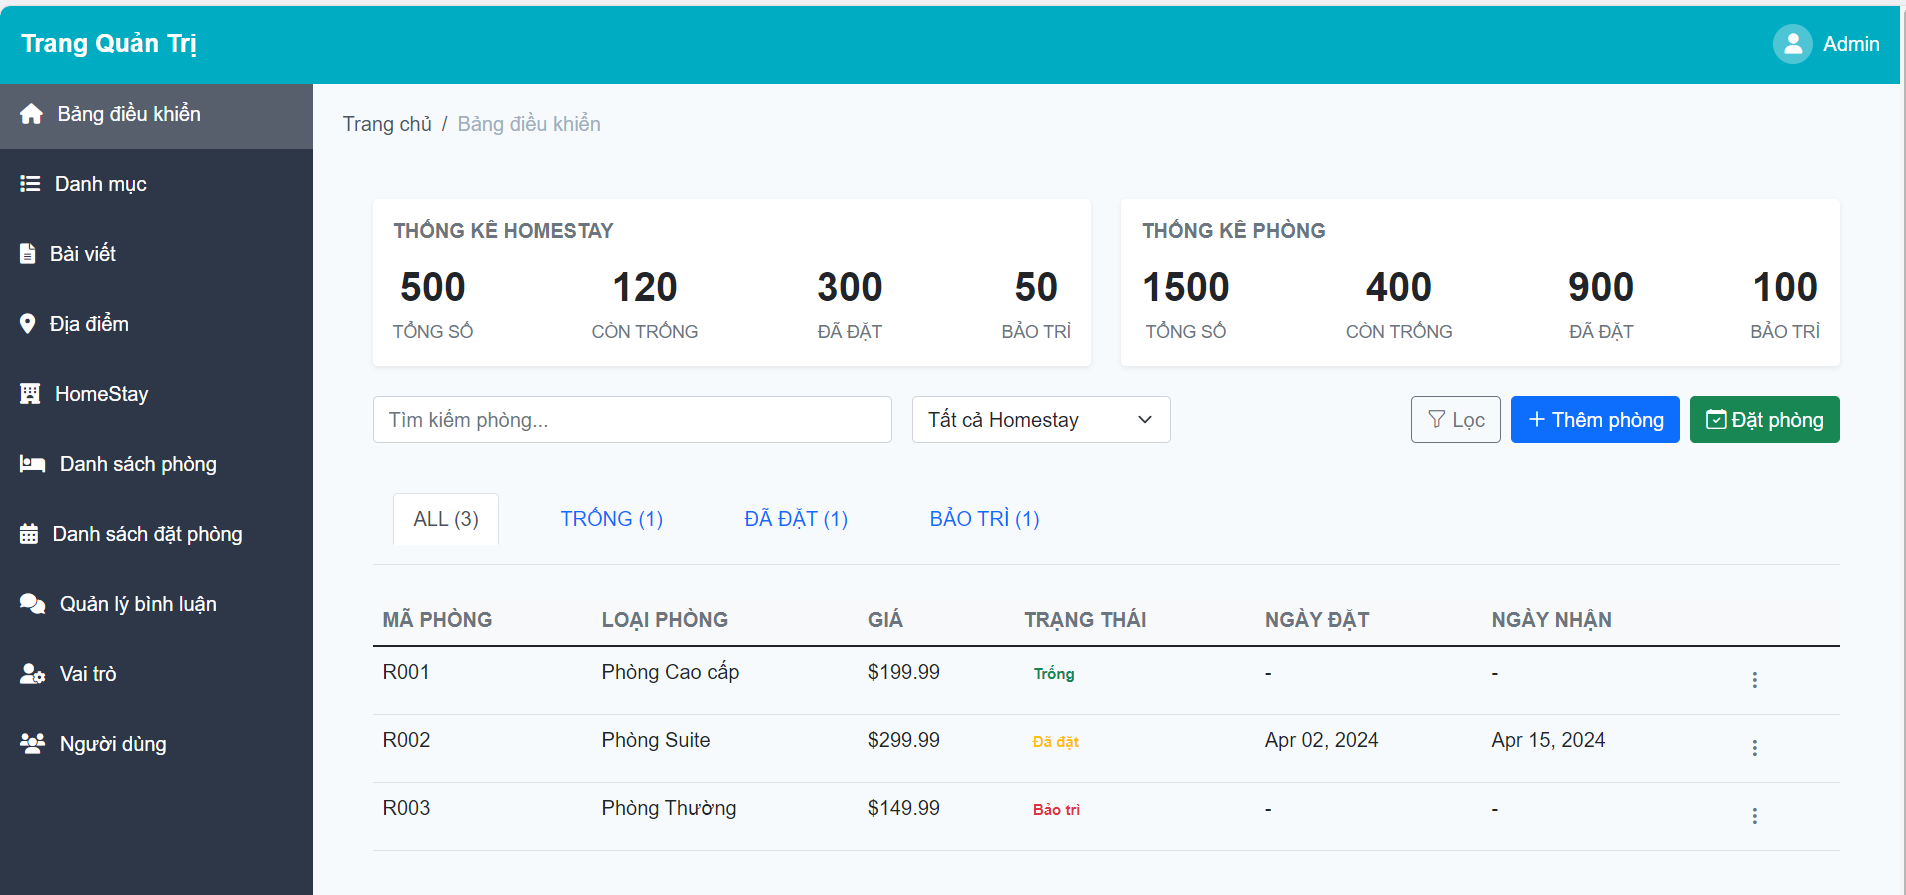 Trang Quản Trị
Admin
Bảng điều khiển
Danh mục
Bài viết
Địa điểm
HomeStay
Danh sách phòng
Danh sách đặt phòng
Quản lý bình luận
Vai trò
Người dùng
Trang chủ / Bảng điều khiển
THỐNG KÊ HOMESTAY
500 120 300 50
TỔNG SỐ CÒN TRỐNG ĐÃ ĐẶT BẢO TRÌ
THỐNG KÊ PHÒNG
1500 400 900 100
TỔNG SỐ CÒN TRỐNG ĐÃ ĐẶT BẢO TRÌ
Tìm kiếm phòng... Tất cả Homestay Lọc Thêm phòng Đặt phòng
ALL (3) TRỐNG (1) ĐÃ ĐẶT (1) BẢO TRÌ (1)
MÃ PHÒNG LOẠI PHÒNG GIÁ TRẠNG THÁI NGÀY ĐẶT NGÀY NHẬN
R001 Phòng Cao cấp $199.99 Trống - -
R002 Phòng Suite $299.99 Đã đặt Apr 02, 2024 Apr 15, 2024
R003 Phòng Thường $149.99 Bảo trì - -